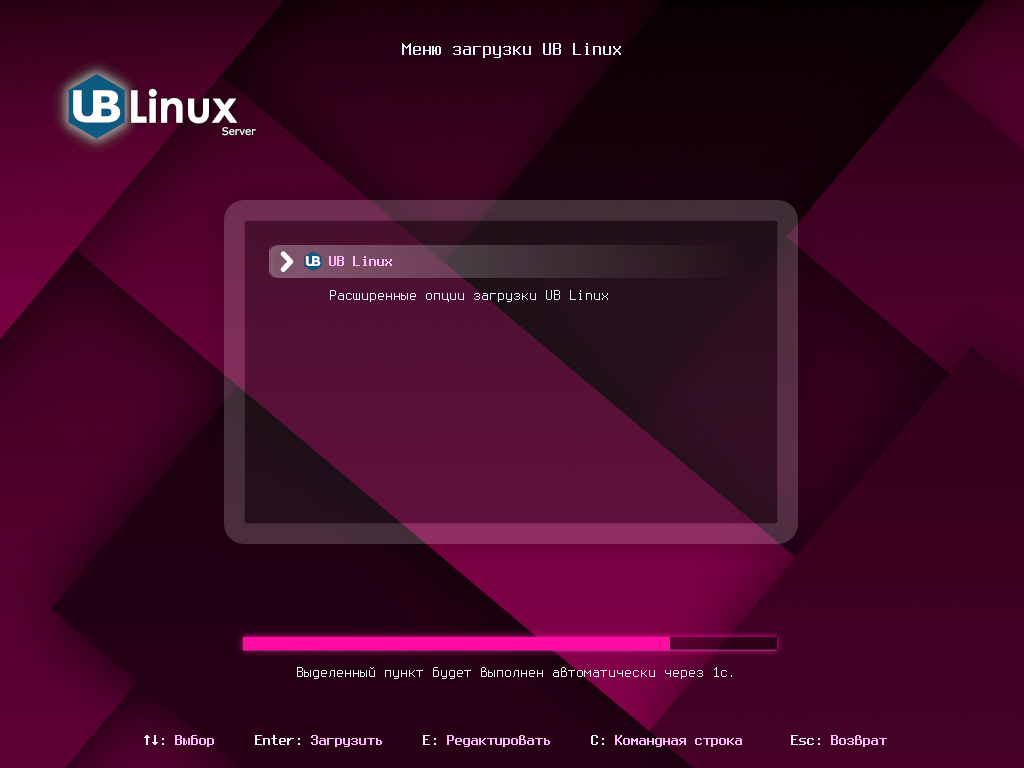 Меню загрузки UB Linux
UB Linux
Server
UB UB Linux
Расширенные опции загрузки UB Linux
Выделенный пункт будет выполнен автоматически через 1с.
↑↓: Выбор Enter: Загрузить E: Редактировать C: Командная строка Esc: Возврат